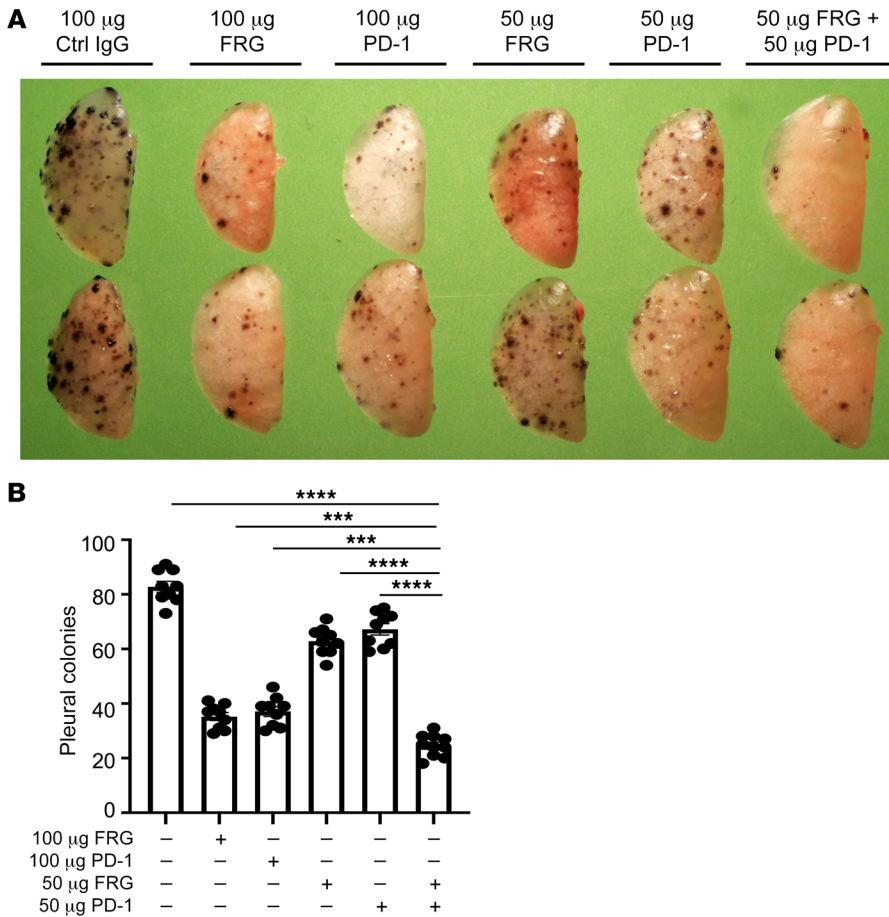 A
100 μg Ctrl IgG
100 μg FRG
100 μg PD-1
50 μg FRG
50 μg PD-1
50 μg FRG + 50 μg PD-1
B
****
***
***
****
****
Pleural colonies
100
80
60
40
20
0
100 μg FRG – + – – – –
100 μg PD-1 – – + – – –
50 μg FRG – – – + – +
50 μg PD-1 – – – – + +